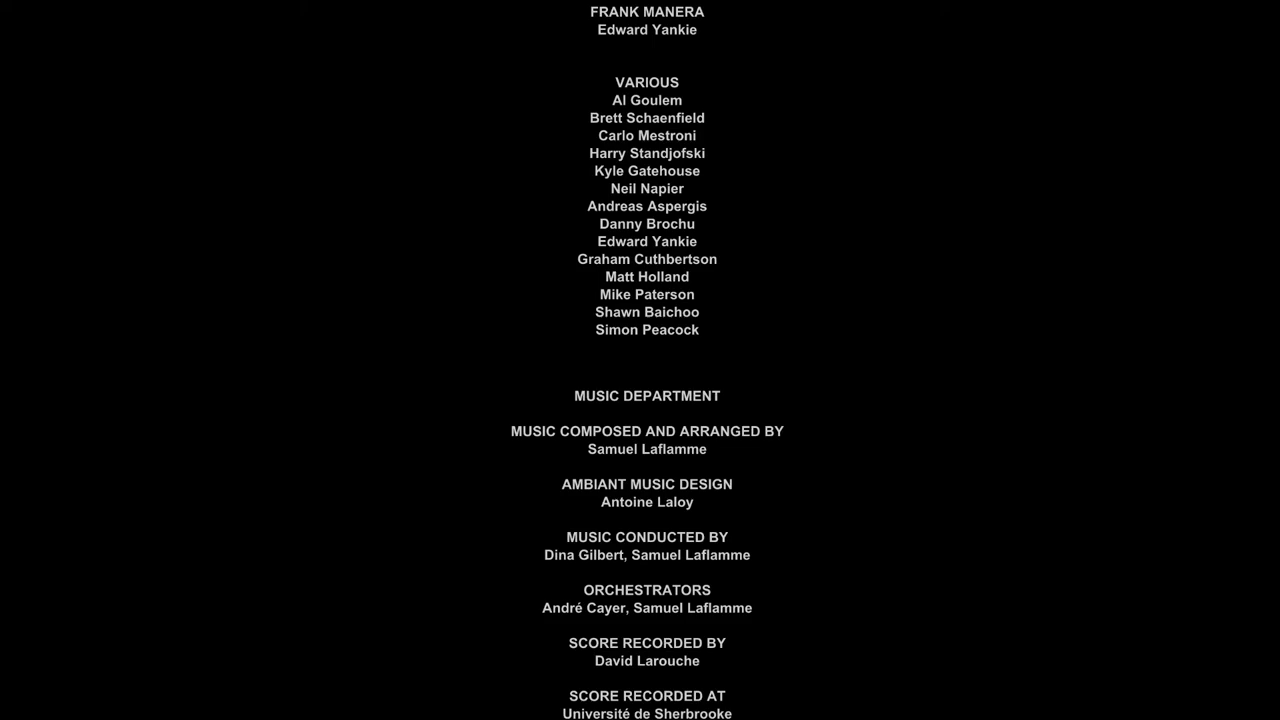 FRANK MANERA
Edward Yankie
VARIOUS
Al Goulem
Brett Schaenfield
Carlo Mestroni
Harry Standjofski
Kyle Gatehouse
Neil Napier
Andreas Aspergis
Danny Brochu
Edward Yankie
Graham Cuthbertson
Matt Holland
Mike Paterson
Shawn Baichoo
Simon Peacock
MUSIC DEPARTMENT
MUSIC COMPOSED AND ARRANGED BY
Samuel Laflamme
AMBIANT MUSIC DESIGN
Antoine Laloy
MUSIC CONDUCTED BY
Dina Gilbert, Samuel Laflamme
ORCHESTRATORS
André Cayer, Samuel Laflamme
SCORE RECORDED BY
David Larouche
SCORE RECORDED AT
Université de Sherbrooke